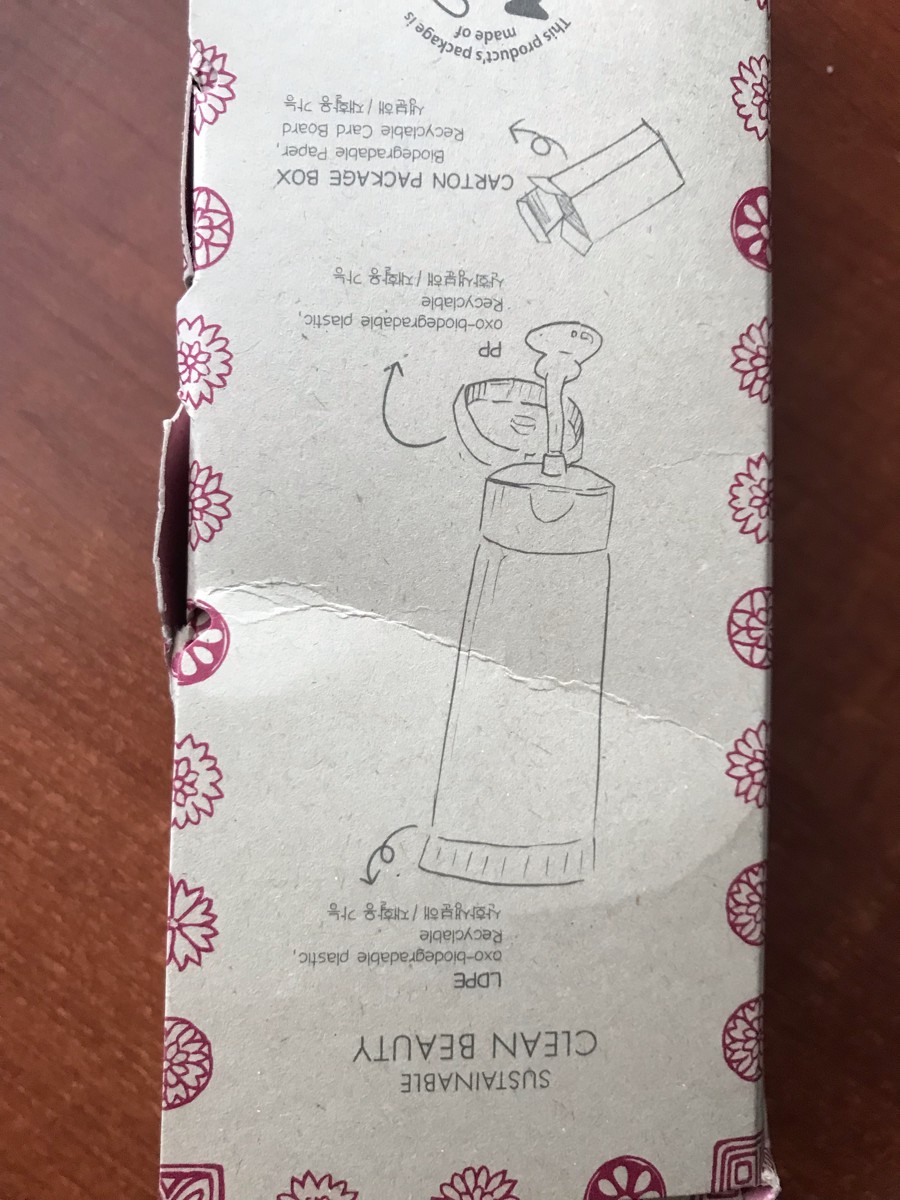 SUSTAINABLE
CLEAN BEAUTY
LDPE
oxo-biodegradable plastic,
Recyclable
산화생분해 / 재활용 가능
PP
oxo-biodegradable plastic,
Recyclable
산화생분해 / 재활용 가능
CARTON PACKAGE BOX
Biodegradable Paper,
Recyclable Card Board
생분해 / 재활용 가능
This product's package is
made of